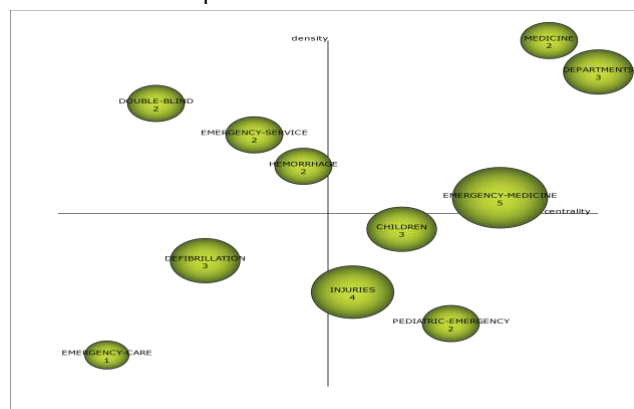 density
MEDICINE
2
DEPARTMENTS
3
DOUBLE-BLIND
2
EMERGENCY-SERVICE
2
HEMORRHAGE
2
EMERGENCY-MEDICINE
5
centrality
CHILDREN
3
DEFIBRILLATION
3
INJURIES
4
PEDIATRIC-EMERGENCY
2
EMERGENCY-CARE
1